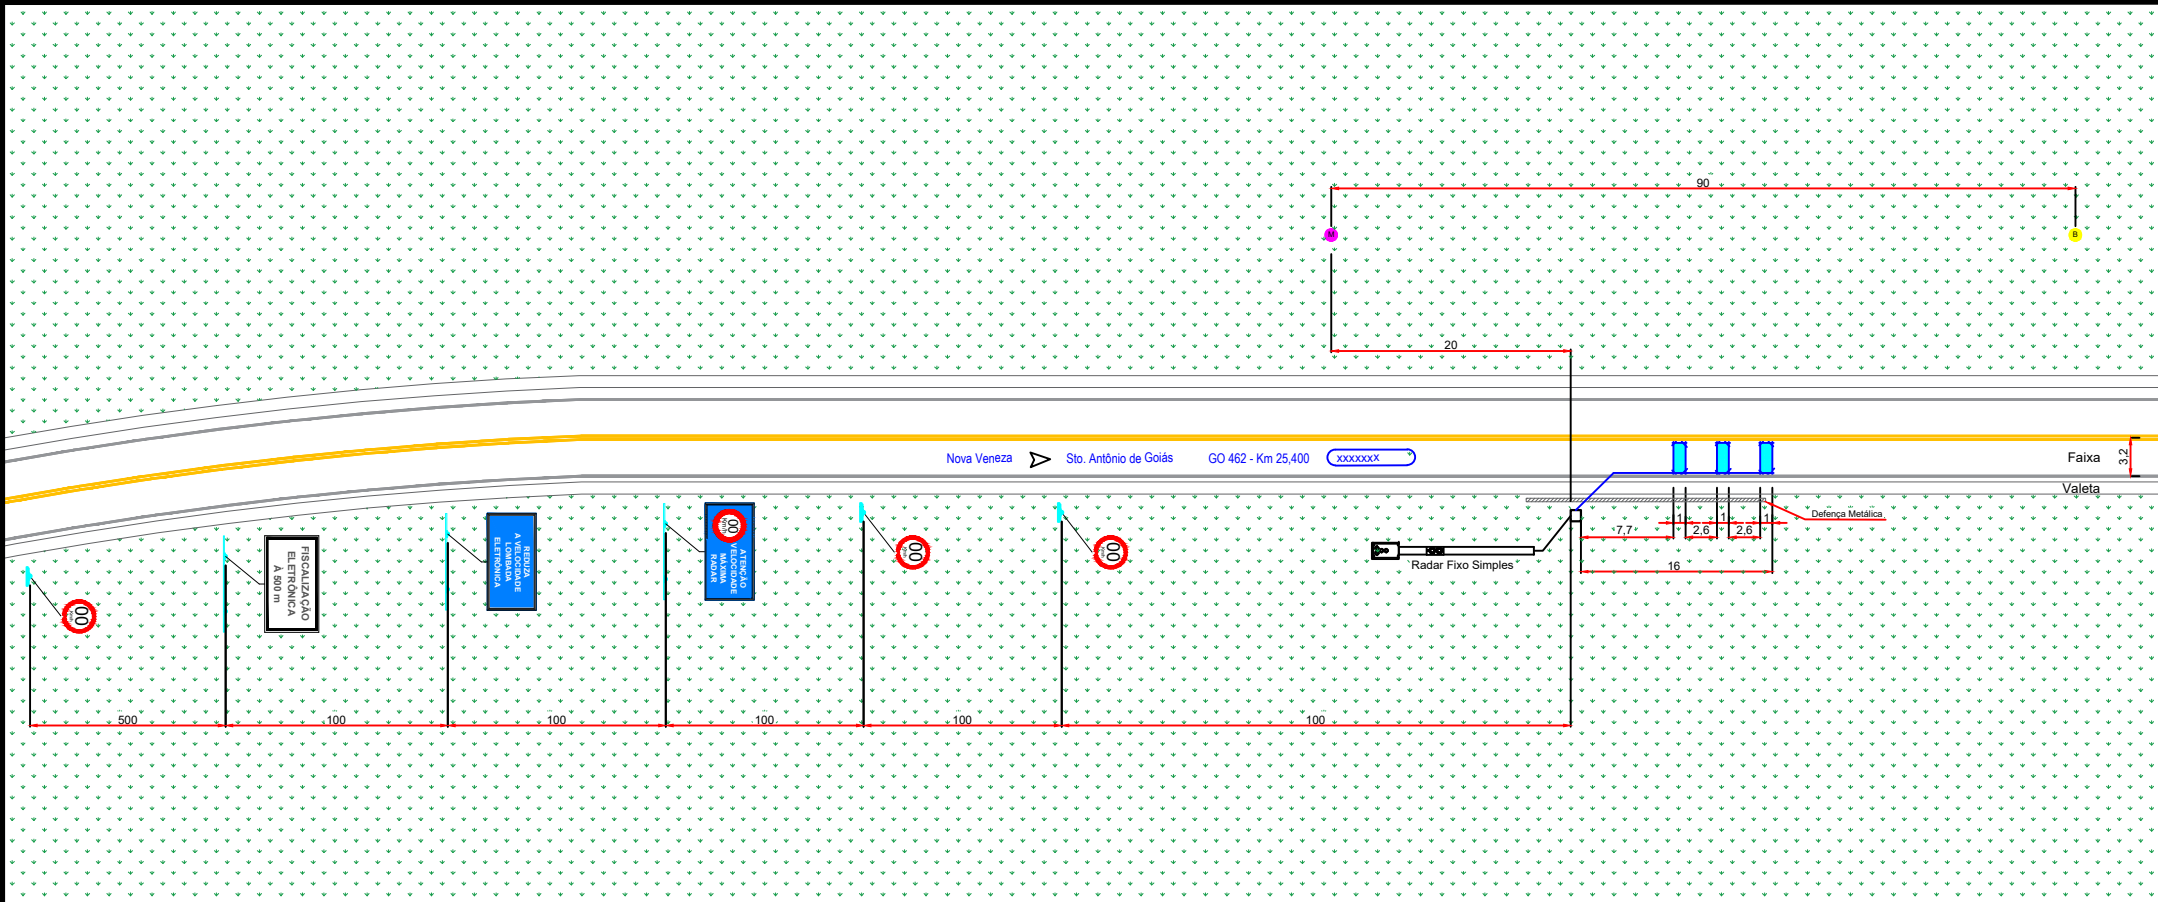 90
M
B
20
Nova Veneza
Sto. Antônio de Goiás
GO 462 - Km 25,400
xxxxxxx
Faixa
3,2
Valeta
Defença Metálica
1
1
1
7,7
2,6
2,6
16
Radar Fixo Simples
FISCALIZAÇÃO
ELETRÔNICA
A 500 m
REDUZA
A VELOCIDADE
LOMBADA
ELETRÔNICA
ATENÇÃO
VELOCIDADE
MÁXIMA
RADAR
00
Km/h
00
00
00
500
100
100
100
100
100